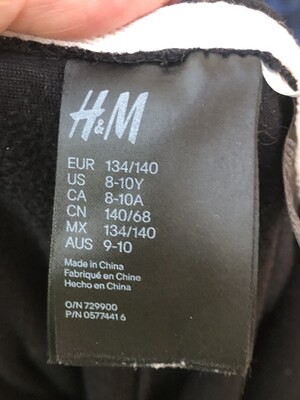 H&M
EUR 134/140
US 8-10Y
CA 8-10A
CN 140/68
MX 134/140
AUS 9-10
Made in China
Fabriqué en Chine
Hecho en China
O/N 729900
P/N 0577441 6